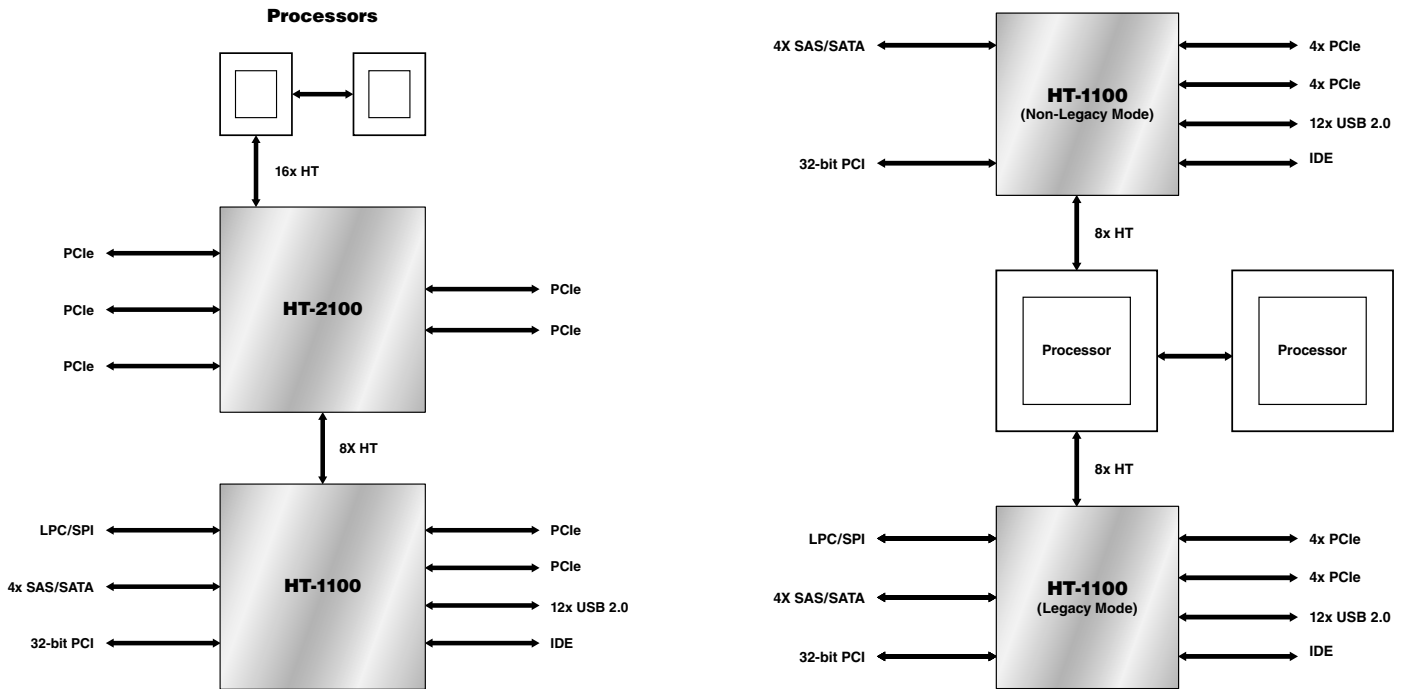 Processors
16x HT
PCIe
PCIe
PCIe
HT-2100
PCIe
PCIe
8X HT
LPC/SPI
4x SAS/SATA
32-bit PCI
HT-1100
PCIe
PCIe
12x USB 2.0
IDE
4X SAS/SATA
32-bit PCI
HT-1100
(Non-Legacy Mode)
4x PCIe
4x PCIe
12x USB 2.0
IDE
8x HT
Processor
Processor
8x HT
LPC/SPI
4X SAS/SATA
32-bit PCI
HT-1100
(Legacy Mode)
4x PCIe
4x PCIe
12x USB 2.0
IDE